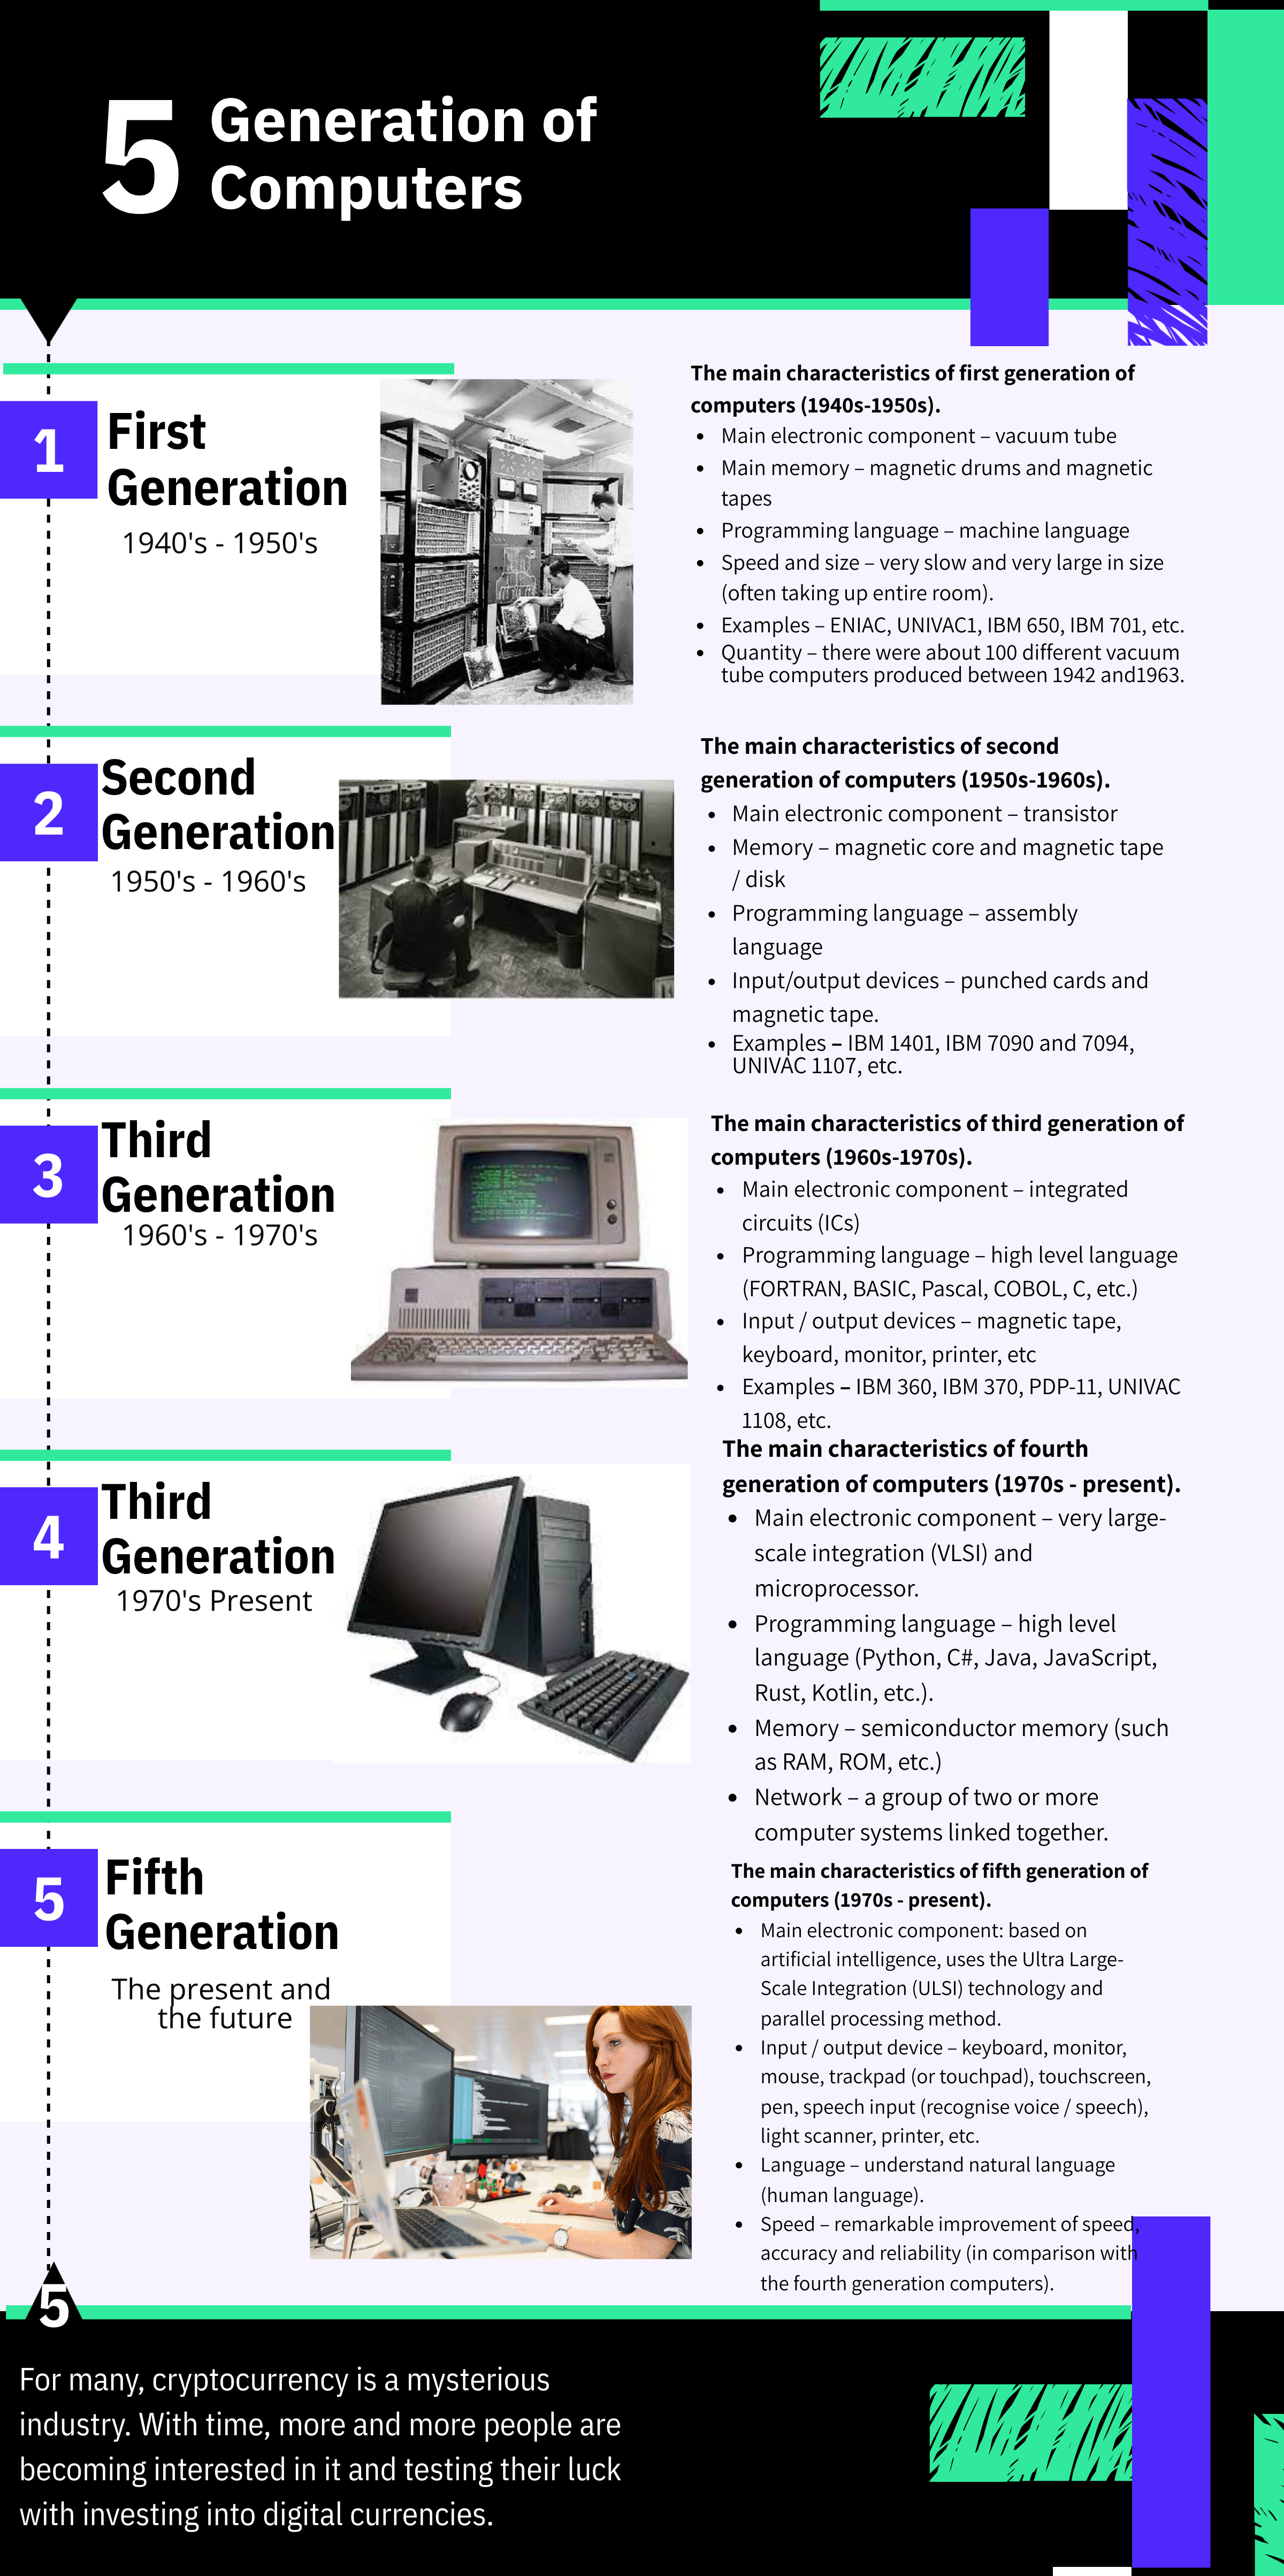 5
Generation of
Computers
1
First
Generation
1940's - 1950's
The main characteristics of first generation of
computers (1940s-1950s).
• Main electronic component – vacuum tube
• Main memory – magnetic drums and magnetic
tapes
• Programming language – machine language
• Speed and size – very slow and very large in size
(often taking up entire room).
• Examples – ENIAC, UNIVAC1, IBM 650, IBM 701, etc.
• Quantity – there were about 100 different vacuum
tube computers produced between 1942 and1963.
2
Second
Generation
1950's - 1960's
The main characteristics of second
generation of computers (1950s-1960s).
• Main electronic component – transistor
• Memory – magnetic core and magnetic tape
/ disk
• Programming language – assembly
language
• Input/output devices – punched cards and
magnetic tape.
• Examples – IBM 1401, IBM 7090 and 7094,
UNIVAC 1107, etc.
3
Third
Generation
1960's - 1970's
The main characteristics of third generation of
computers (1960s-1970s).
• Main electronic component – integrated
circuits (ICs)
• Programming language – high level language
(FORTRAN, BASIC, Pascal, COBOL, C, etc.)
• Input / output devices – magnetic tape,
keyboard, monitor, printer, etc
• Examples – IBM 360, IBM 370, PDP-11, UNIVAC
1108, etc.
4
Third
Generation
1970's Present
The main characteristics of fourth
generation of computers (1970s - present).
• Main electronic component – very large-
scale integration (VLSI) and
microprocessor.
• Programming language – high level
language (Python, C#, Java, JavaScript,
Rust, Kotlin, etc.).
• Memory – semiconductor memory (such
as RAM, ROM, etc.)
• Network – a group of two or more
computer systems linked together.
5
Fifth
Generation
The present and
the future
The main characteristics of fifth generation of
computers (1970s - present).
• Main electronic component: based on
artificial intelligence, uses the Ultra Large-
Scale Integration (ULSI) technology and
parallel processing method.
• Input / output device – keyboard, monitor,
mouse, trackpad (or touchpad), touchscreen,
pen, speech input (recognise voice / speech),
light scanner, printer, etc.
• Language – understand natural language
(human language).
• Speed – remarkable improvement of speed,
accuracy and reliability (in comparison with
the fourth generation computers).
5
For many, cryptocurrency is a mysterious
industry. With time, more and more people are
becoming interested in it and testing their luck
with investing into digital currencies.